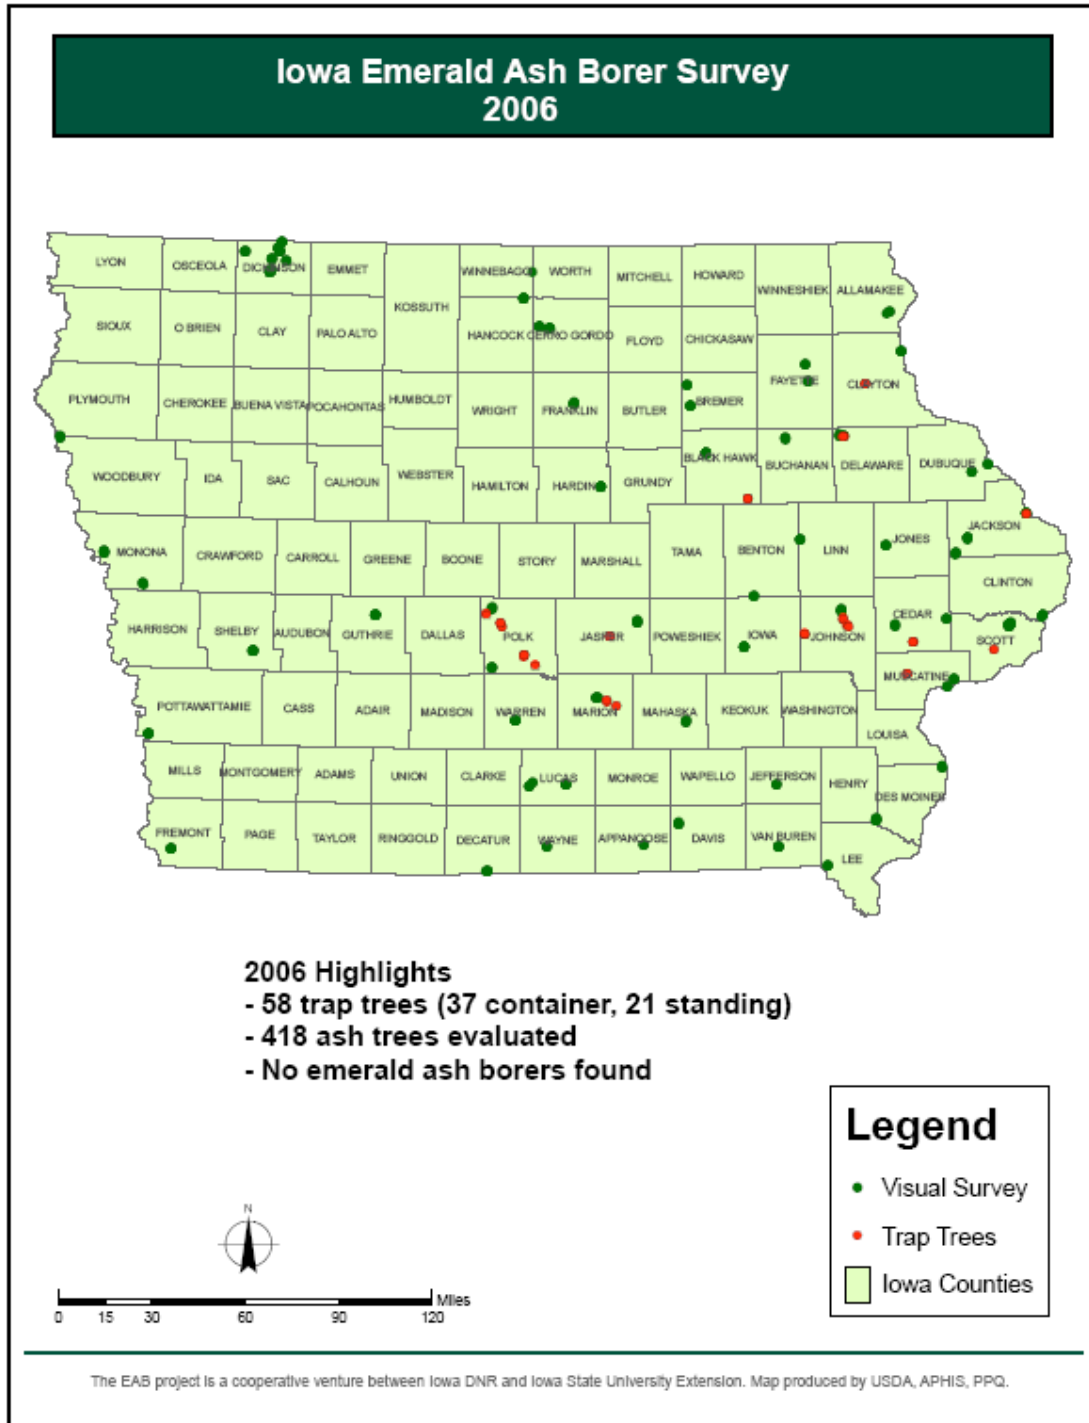 Iowa Emerald Ash Borer Survey
2006
LYON OSCEOLA DICKINSON EMMET WINNEBAGO WORTH MITCHELL HOWARD WINNESHIEK ALLAMAKEE
KOSSUTH
SIOUX O BRIEN CLAY PALO ALTO HANCOCK CERRO GORDO FLOYD CHICKASAW
PLYMOUTH CHEROKEE BUENA VISTA POCAHONTAS HUMBOLDT WRIGHT FRANKLIN BUTLER BREMER FAYETTE CLAYTON
WOODBURY IDA SAC CALHOUN WEBSTER HAMILTON HARDIN GRUNDY BLACK HAWK BUCHANAN DELAWARE DUBUQUE
MONONA CRAWFORD CARROLL GREENE BOONE STORY MARSHALL TAMA BENTON LINN JONES JACKSON
CLINTON
HARRISON SHELBY AUDUBON GUTHRIE DALLAS POLK JASPER POWESHIEK IOWA JOHNSON CEDAR SCOTT
MUSCATINE
POTTAWATTAMIE CASS ADAIR MADISON WARREN MARION MAHASKA KEOKUK WASHINGTON
LOUISA
MILLS MONTGOMERY ADAMS UNION CLARKE LUCAS MONROE WAPELLO JEFFERSON HENRY
DES MOINES
FREMONT PAGE TAYLOR RINGGOLD DECATUR WAYNE APPANOOSE DAVIS VAN BUREN
LEE
2006 Highlights
- 58 trap trees (37 container, 21 standing)
- 418 ash trees evaluated
- No emerald ash borers found
Legend
Visual Survey
Trap Trees
Iowa Counties
N
Miles
0 15 30 60 90 120
The EAB project is a cooperative venture between Iowa DNR and Iowa State University Extension. Map produced by USDA, APHIS, PPQ.